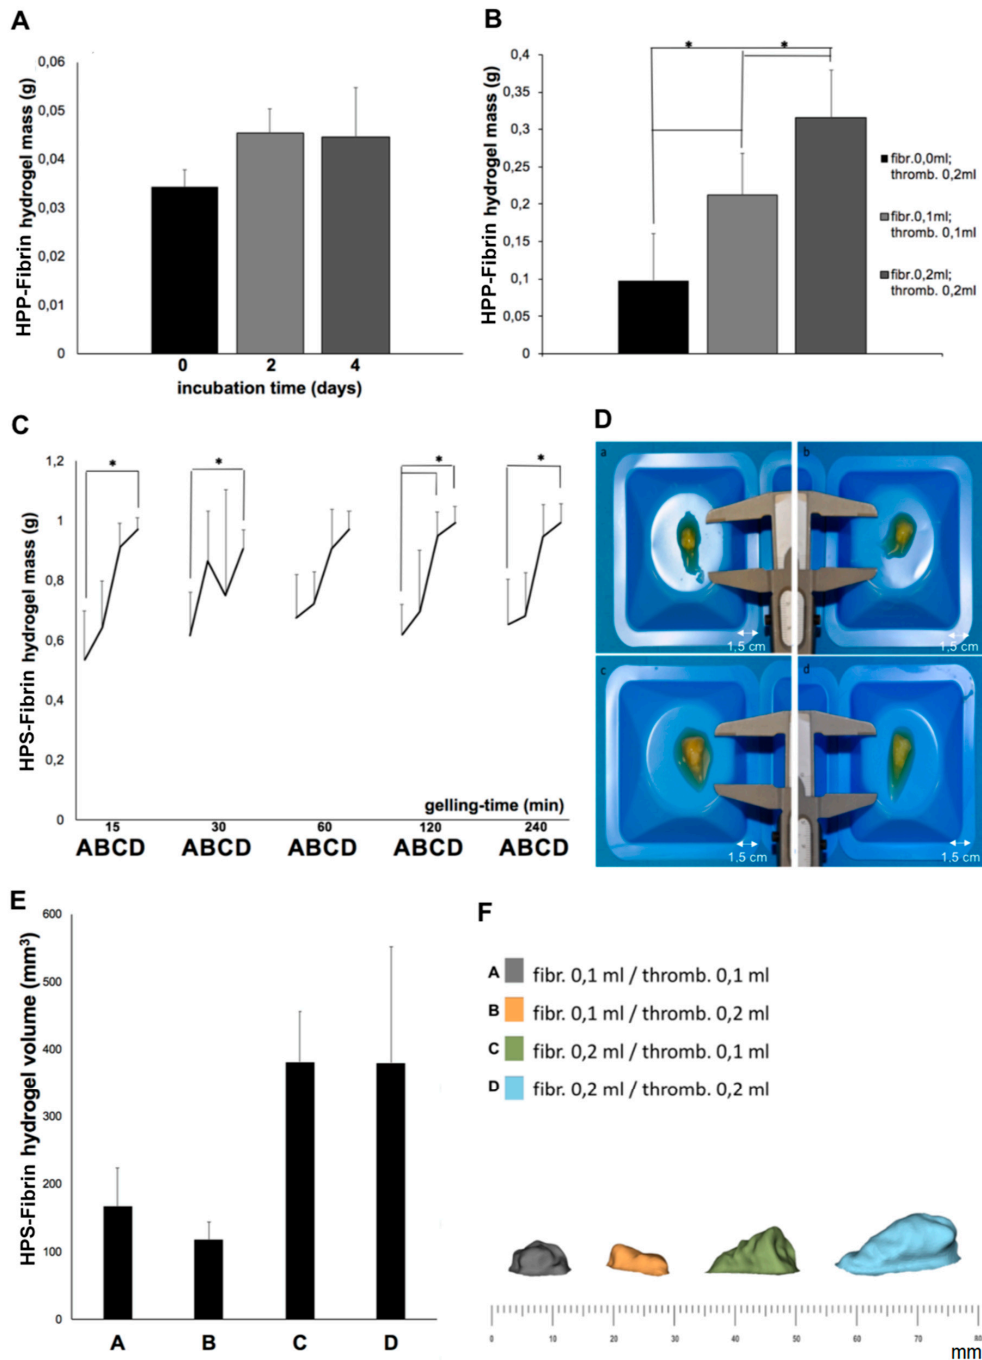 A
HPP-Fibrin hydrogel mass (g)
0,06
0,05
0,04
0,03
0,02
0,01
0
0 2 4
incubation time (days)
B
HPP-Fibrin hydrogel mass (g)
0,4
0,35
0,3
0,25
0,2
0,15
0,1
0,05
0
* *
fibr.0,0ml;
thromb. 0,2ml
fibr.0,1ml;
thromb. 0,1ml
fibr.0,2ml;
thromb. 0,2ml
C
HPS-Fibrin hydrogel mass (g)
1,2
1
0,8
0,6
0,4
0,2
0
* * * *
gelling-time (min)
15 30 60 120 240
ABCD ABCD ABCD ABCD ABCD
D
a b
1,5 cm 1,5 cm
c d
1,5 cm 1,5 cm
E
HPS-Fibrin hydrogel volume (mm³)
600
500
400
300
200
100
0
A B C D
F
A fibr. 0,1 ml / thromb. 0,1 ml
B fibr. 0,1 ml / thromb. 0,2 ml
C fibr. 0,2 ml / thromb. 0,1 ml
D fibr. 0,2 ml / thromb. 0,2 ml
0 10 20 30 40 50 60 70 80
mm